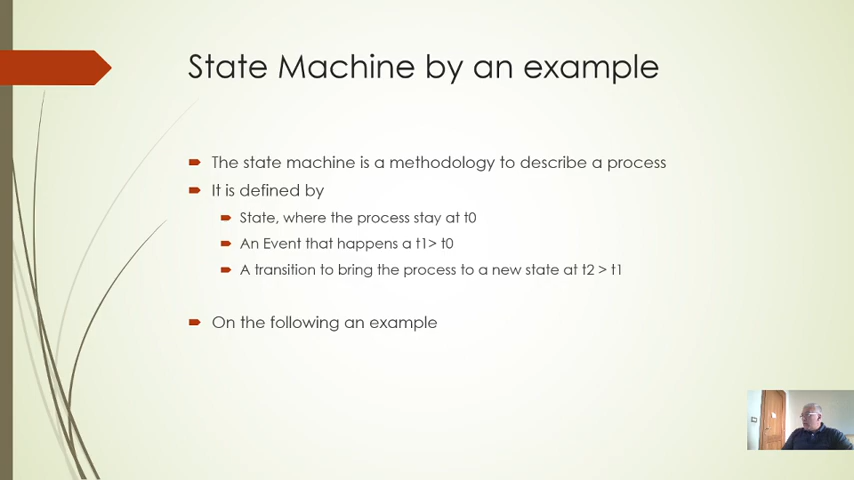 State Machine by an example
The state machine is a methodology to describe a process
It is defined by
State, where the process stay at t0
An Event that happens a t1> t0
A transition to bring the process to a new state at t2 > t1
On the following an example